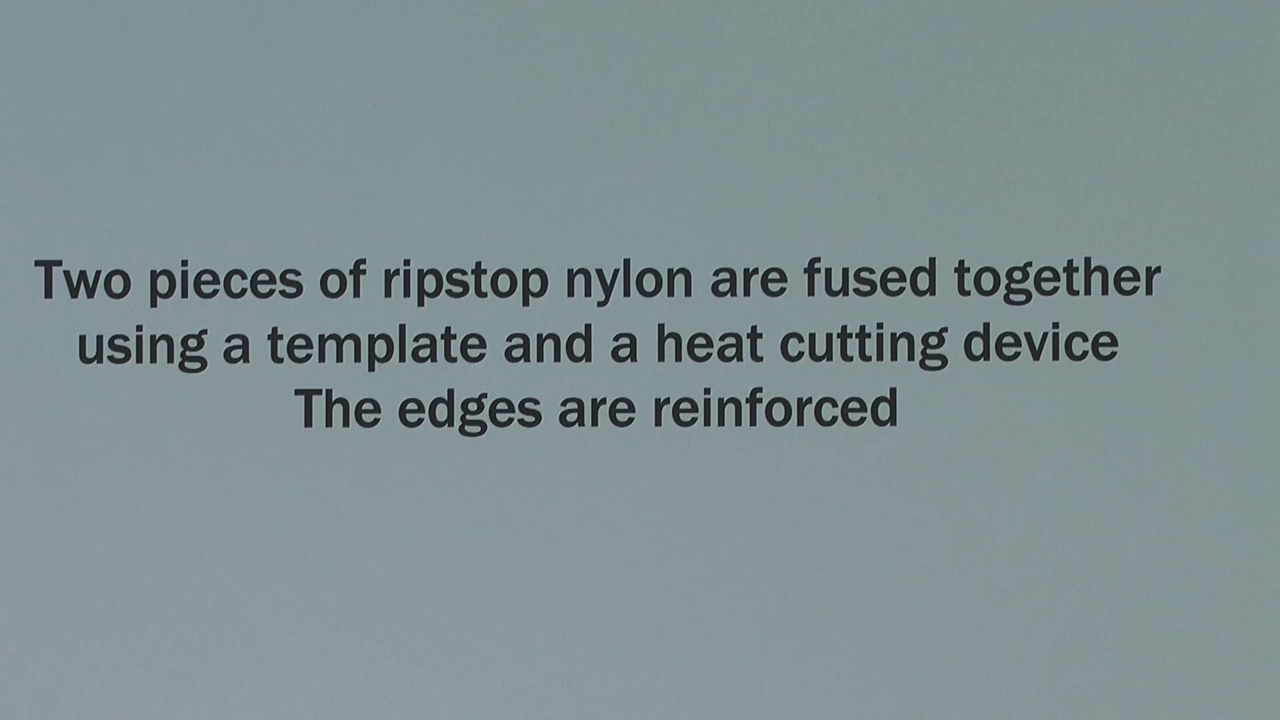 Two pieces of ripstop nylon are fused together
using a template and a heat cutting device
The edges are reinforced